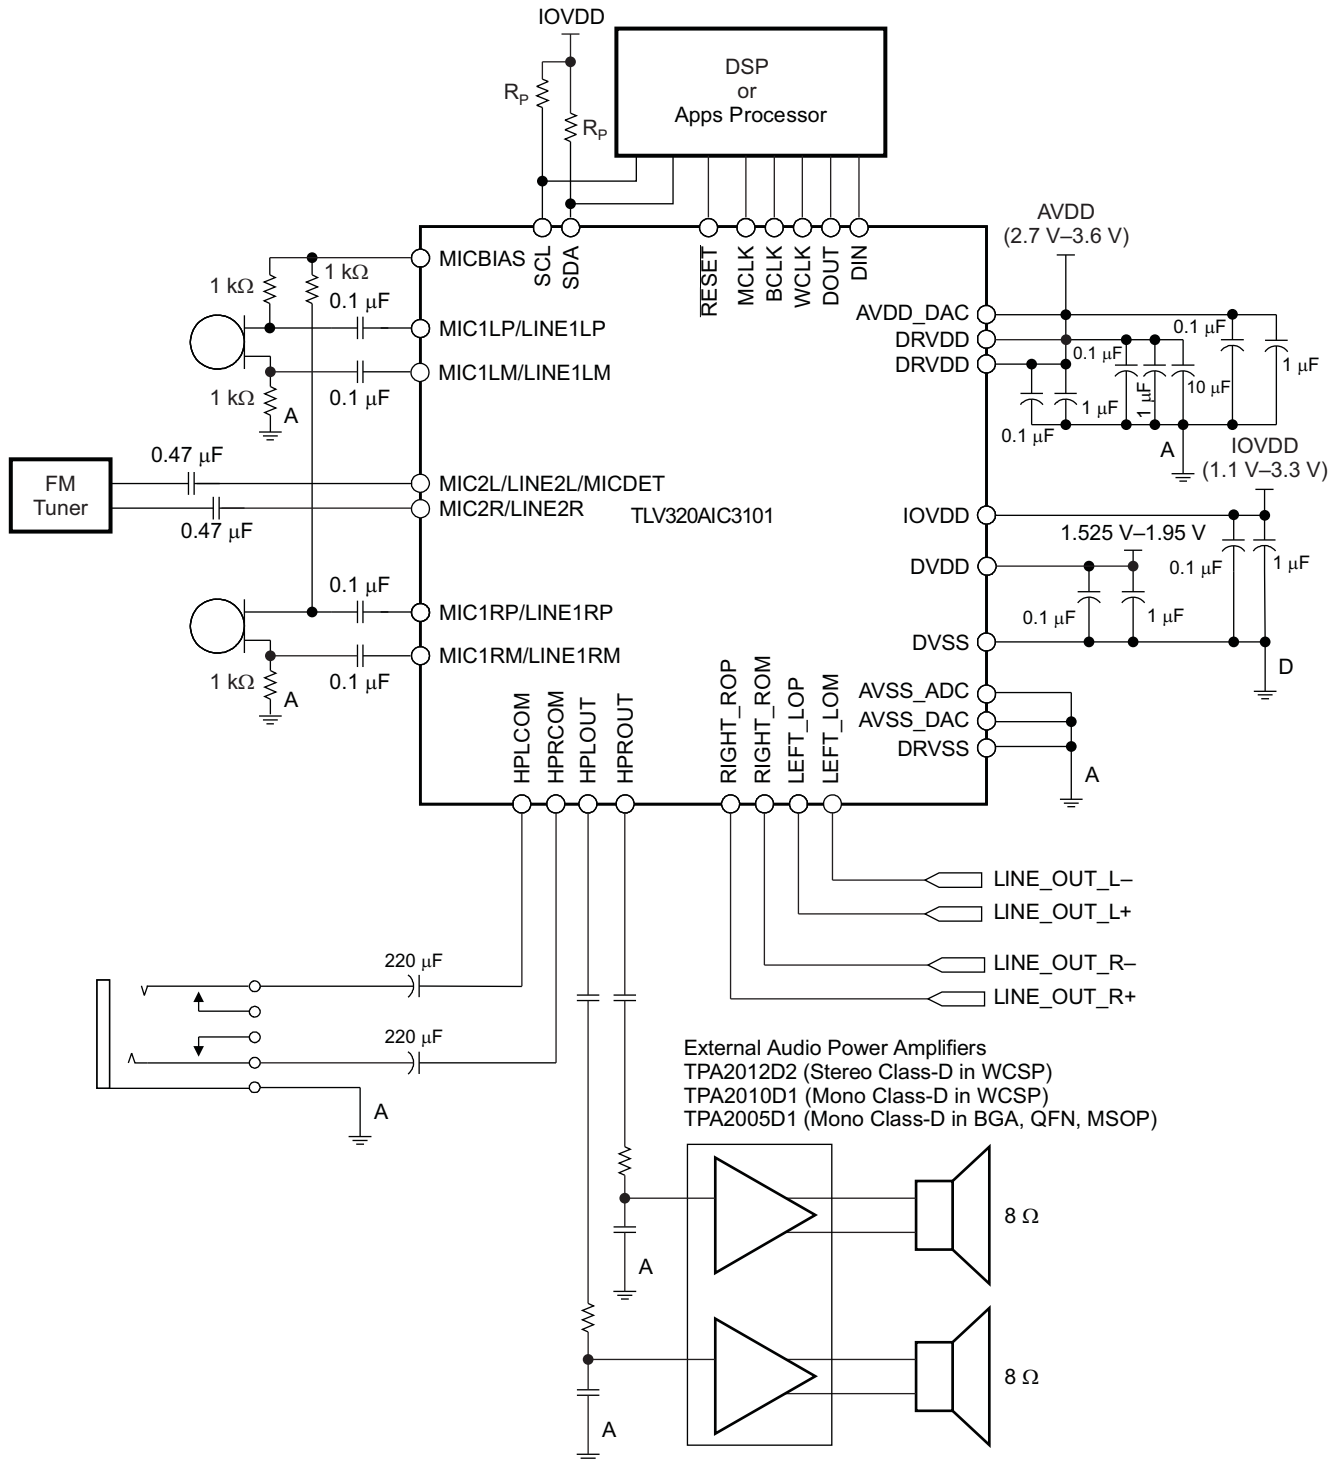 IOVDD
DSP
or
Apps Processor
RP
RP
AVDD
(2.7 V–3.6 V)
MICBIAS
SCL
SDA
RESET
MCLK
BCLK
WCLK
DOUT
DIN
1 kΩ
1 kΩ
0.1 μF
MIC1LP/LINE1LP
AVDD_DAC
DRVDD
DRVDD
0.1 μF
0.1 μF
1 μF
MIC1LM/LINE1LM
1 kΩ
0.1 μF
A
0.1 μF
1 μF
1 μF
10 μF
A
IOVDD
(1.1 V–3.3 V)
0.47 μF
FM
Tuner
MIC2L/LINE2L/MICDET
MIC2R/LINE2R
0.47 μF
TLV320AIC3101
IOVDD
1.525 V–1.95 V
DVDD
0.1 μF
1 μF
0.1 μF
1 μF
0.1 μF
MIC1RP/LINE1RP
DVSS
MIC1RM/LINE1RM
1 kΩ
0.1 μF
A
D
AVSS_ADC
AVSS_DAC
DRVSS
A
HPLCOM
HPRCOM
HPLOUT
HPROUT
RIGHT_ROP
RIGHT_ROM
LEFT_LOP
LEFT_LOM
LINE_OUT_L–
LINE_OUT_L+
LINE_OUT_R–
LINE_OUT_R+
220 μF
220 μF
A
External Audio Power Amplifiers
TPA2012D2 (Stereo Class-D in WCSP)
TPA2010D1 (Mono Class-D in WCSP)
TPA2005D1 (Mono Class-D in BGA, QFN, MSOP)
8 Ω
A
8 Ω
A